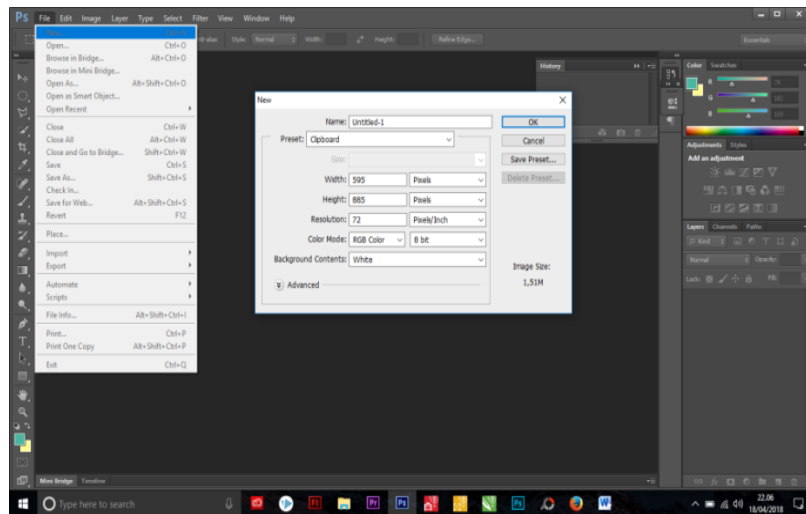 Ps File Edit Image Layer Type Select Filter View Window Help
Style: Normal Width: Height: Refine Edge...
Essentials
Open... Ctrl+O
Browse in Bridge... Alt+Ctrl+O
Browse in Mini Bridge...
Open As... Alt+Shift+Ctrl+O
Open as Smart Object...
Open Recent
Close Ctrl+W
Close All Alt+Ctrl+W
Close and Go to Bridge... Shift+Ctrl+W
Save Ctrl+S
Save As... Shift+Ctrl+S
Check In...
Save for Web... Alt+Shift+Ctrl+S
Revert F12
Place...
Import
Export
Automate
Scripts
File Info... Alt+Shift+Ctrl+I
Print... Ctrl+P
Print One Copy Alt+Shift+Ctrl+P
Exit Ctrl+Q
New
Name: Untitled-1
Preset: Clipboard
Size:
Width: 595 Pixels
Height: 885 Pixels
Resolution: 72 Pixels/Inch
Color Mode: RGB Color 8 bit
Background Contents: White
Advanced
OK
Cancel
Save Preset...
Delete Preset...
Image Size:
1,51M
History
Color Swatches
R
G
B
Adjustments Styles
Add an adjustment
Layers Channels Paths
Kind
Normal Opacity:
Lock: Fill:
Mini Bridge Timeline
Type here to search
Pr Ps
22.06
18/04/2018